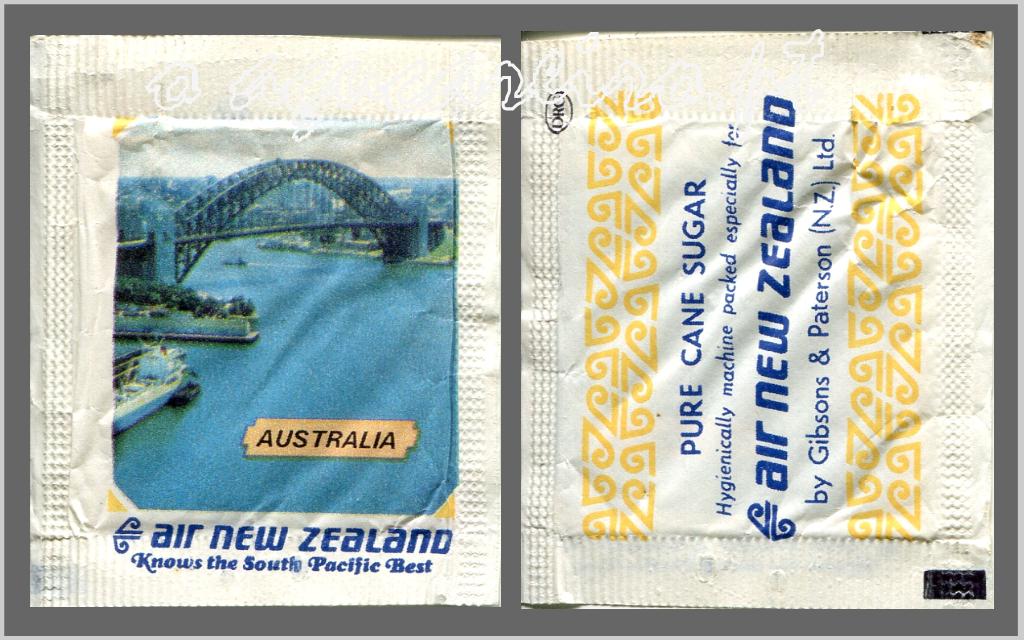 AUSTRALIA
air new zealand
Knows the South Pacific Best
DRG
PURE CANE SUGAR
Hygienically machine packed especially for
air new zealand
by Gibsons & Paterson (N.Z.) Ltd.